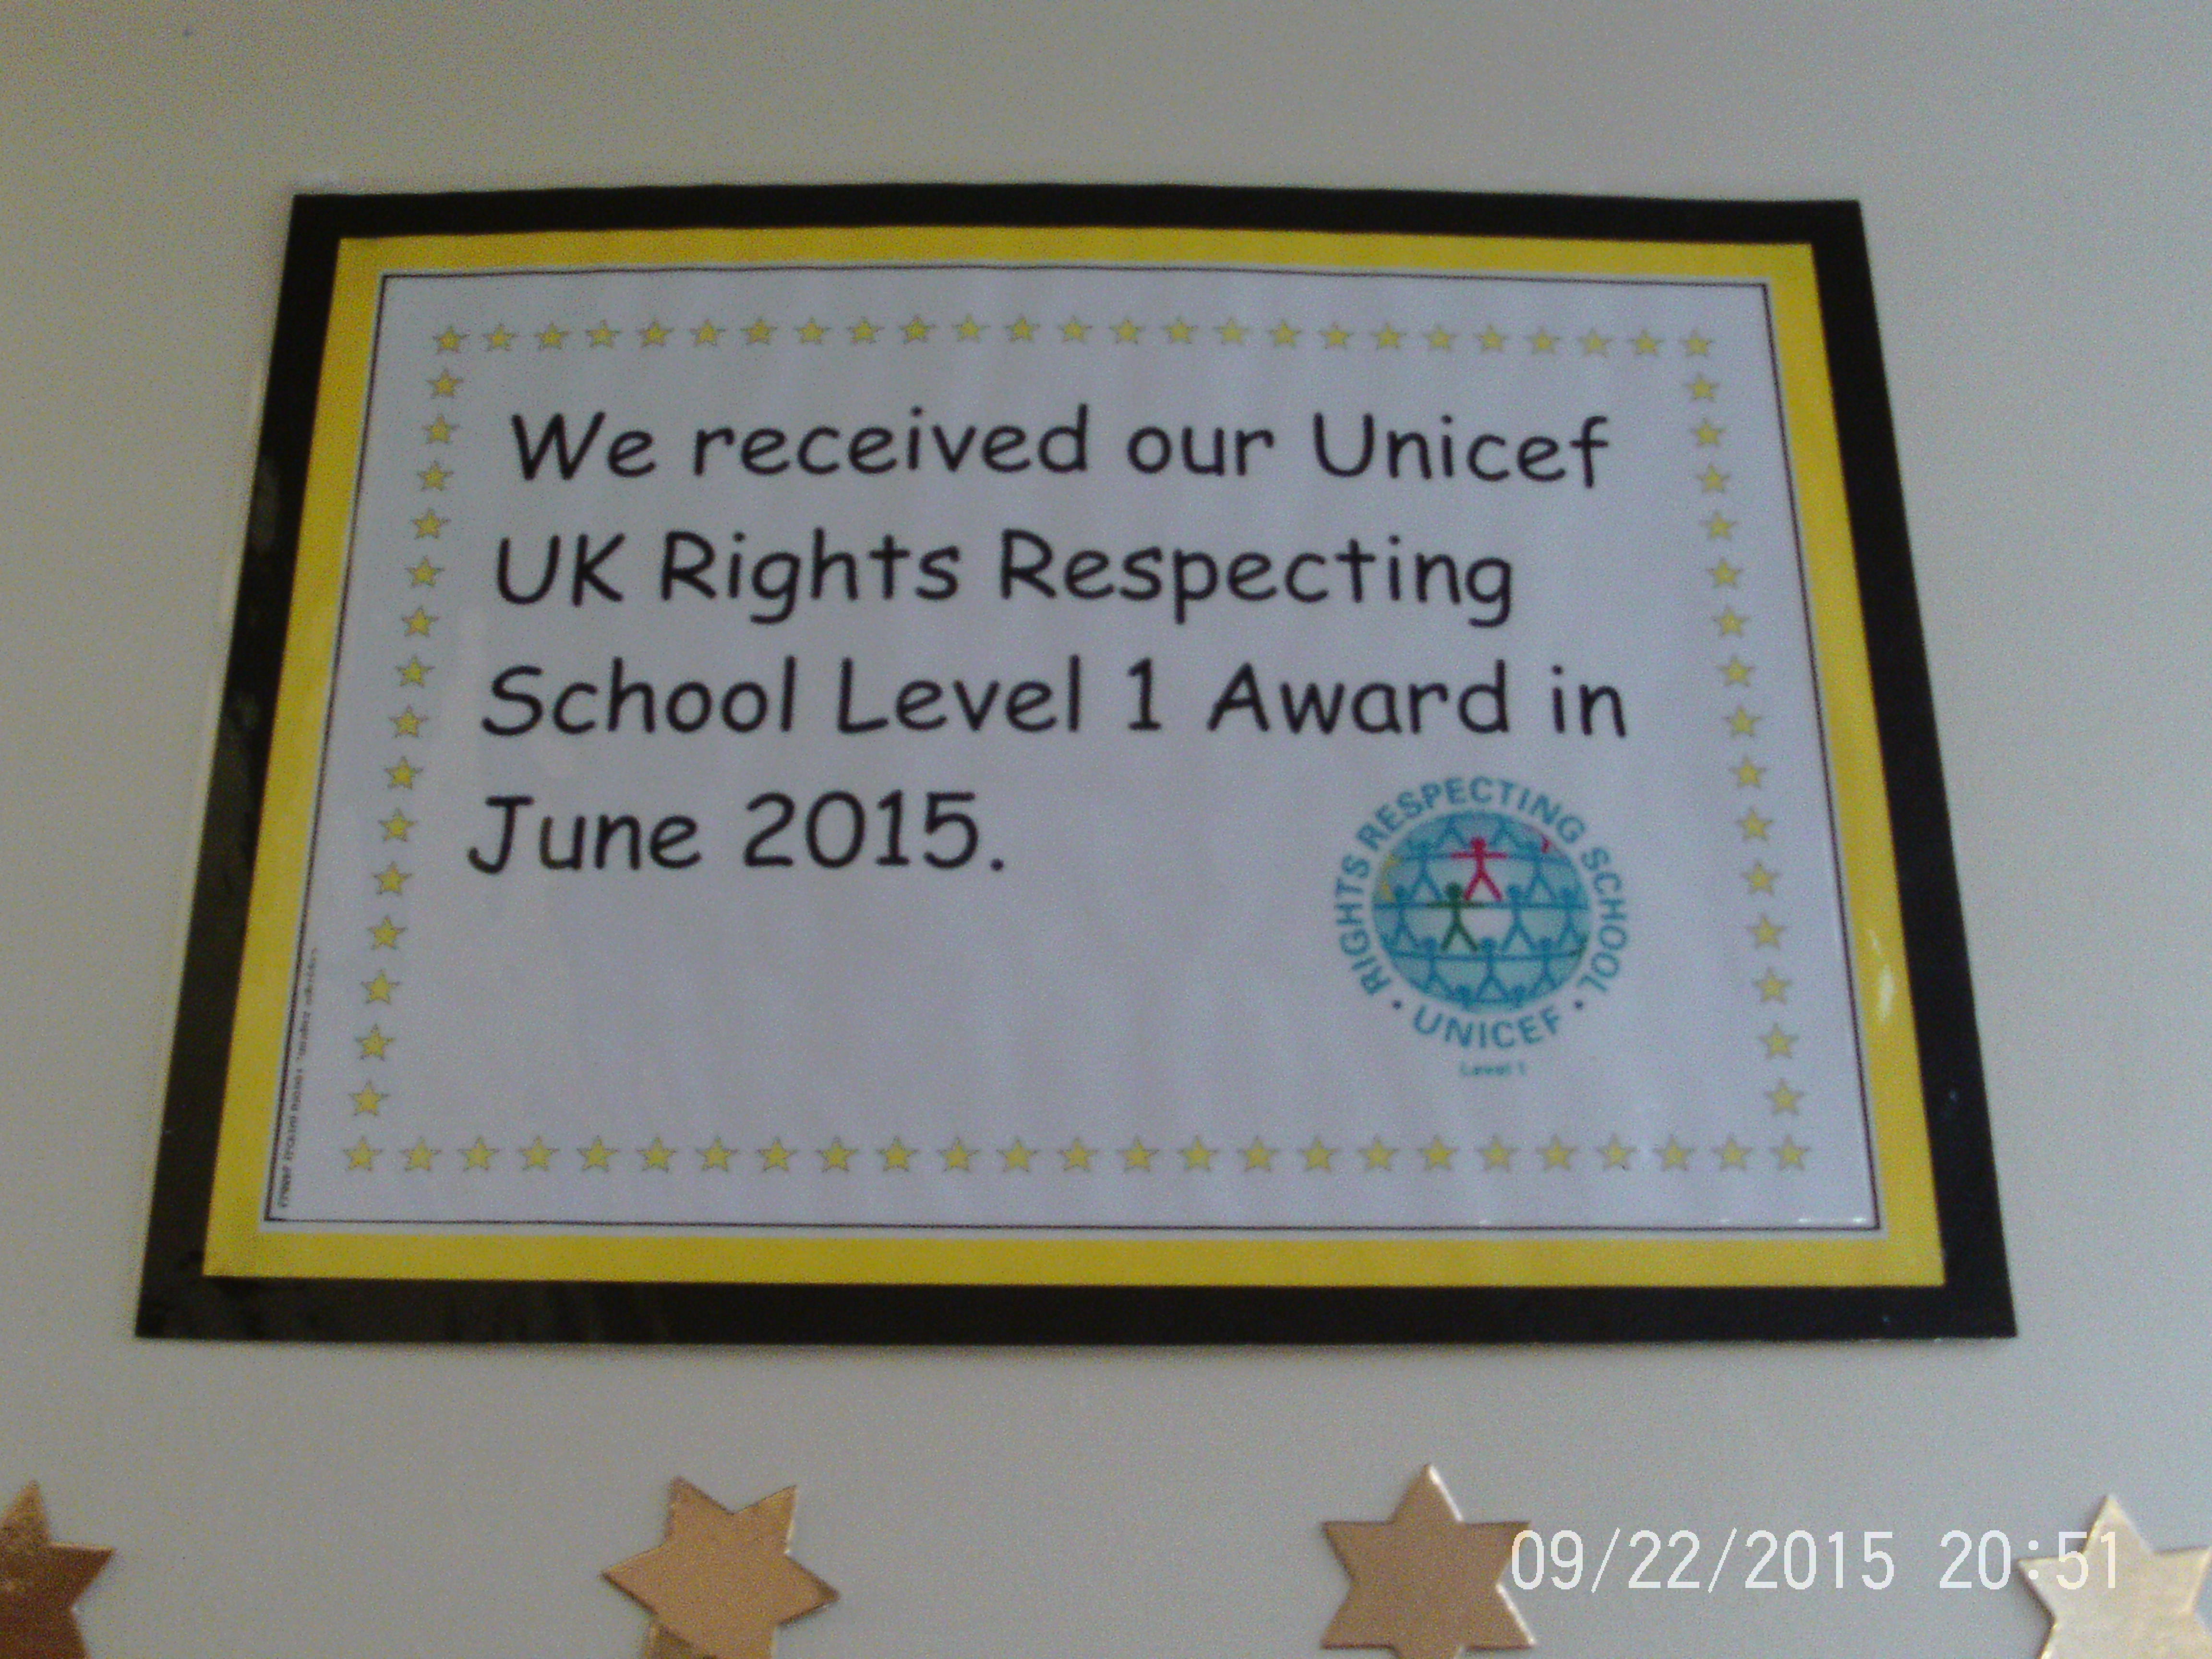 We received our Unicef
UK Rights Respecting
School Level 1 Award in
June 2015.
RIGHTS RESPECTING SCHOOL
• UNICEF •
Level 1
09/22/2015 20:51